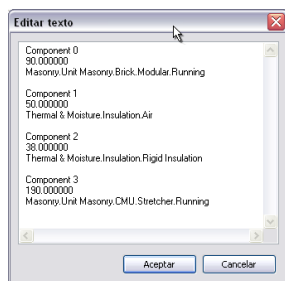 Editar texto
Component 0
90.000000
Masonry.Unit Masonry.Brick.Modular.Running
Component 1
50.000000
Thermal & Moisture.Insulation.Air
Component 2
38.000000
Thermal & Moisture.Insulation.Rigid Insulation
Component 3
190.000000
Masonry.Unit Masonry.CMU.Stretcher.Running
Aceptar
Cancelar